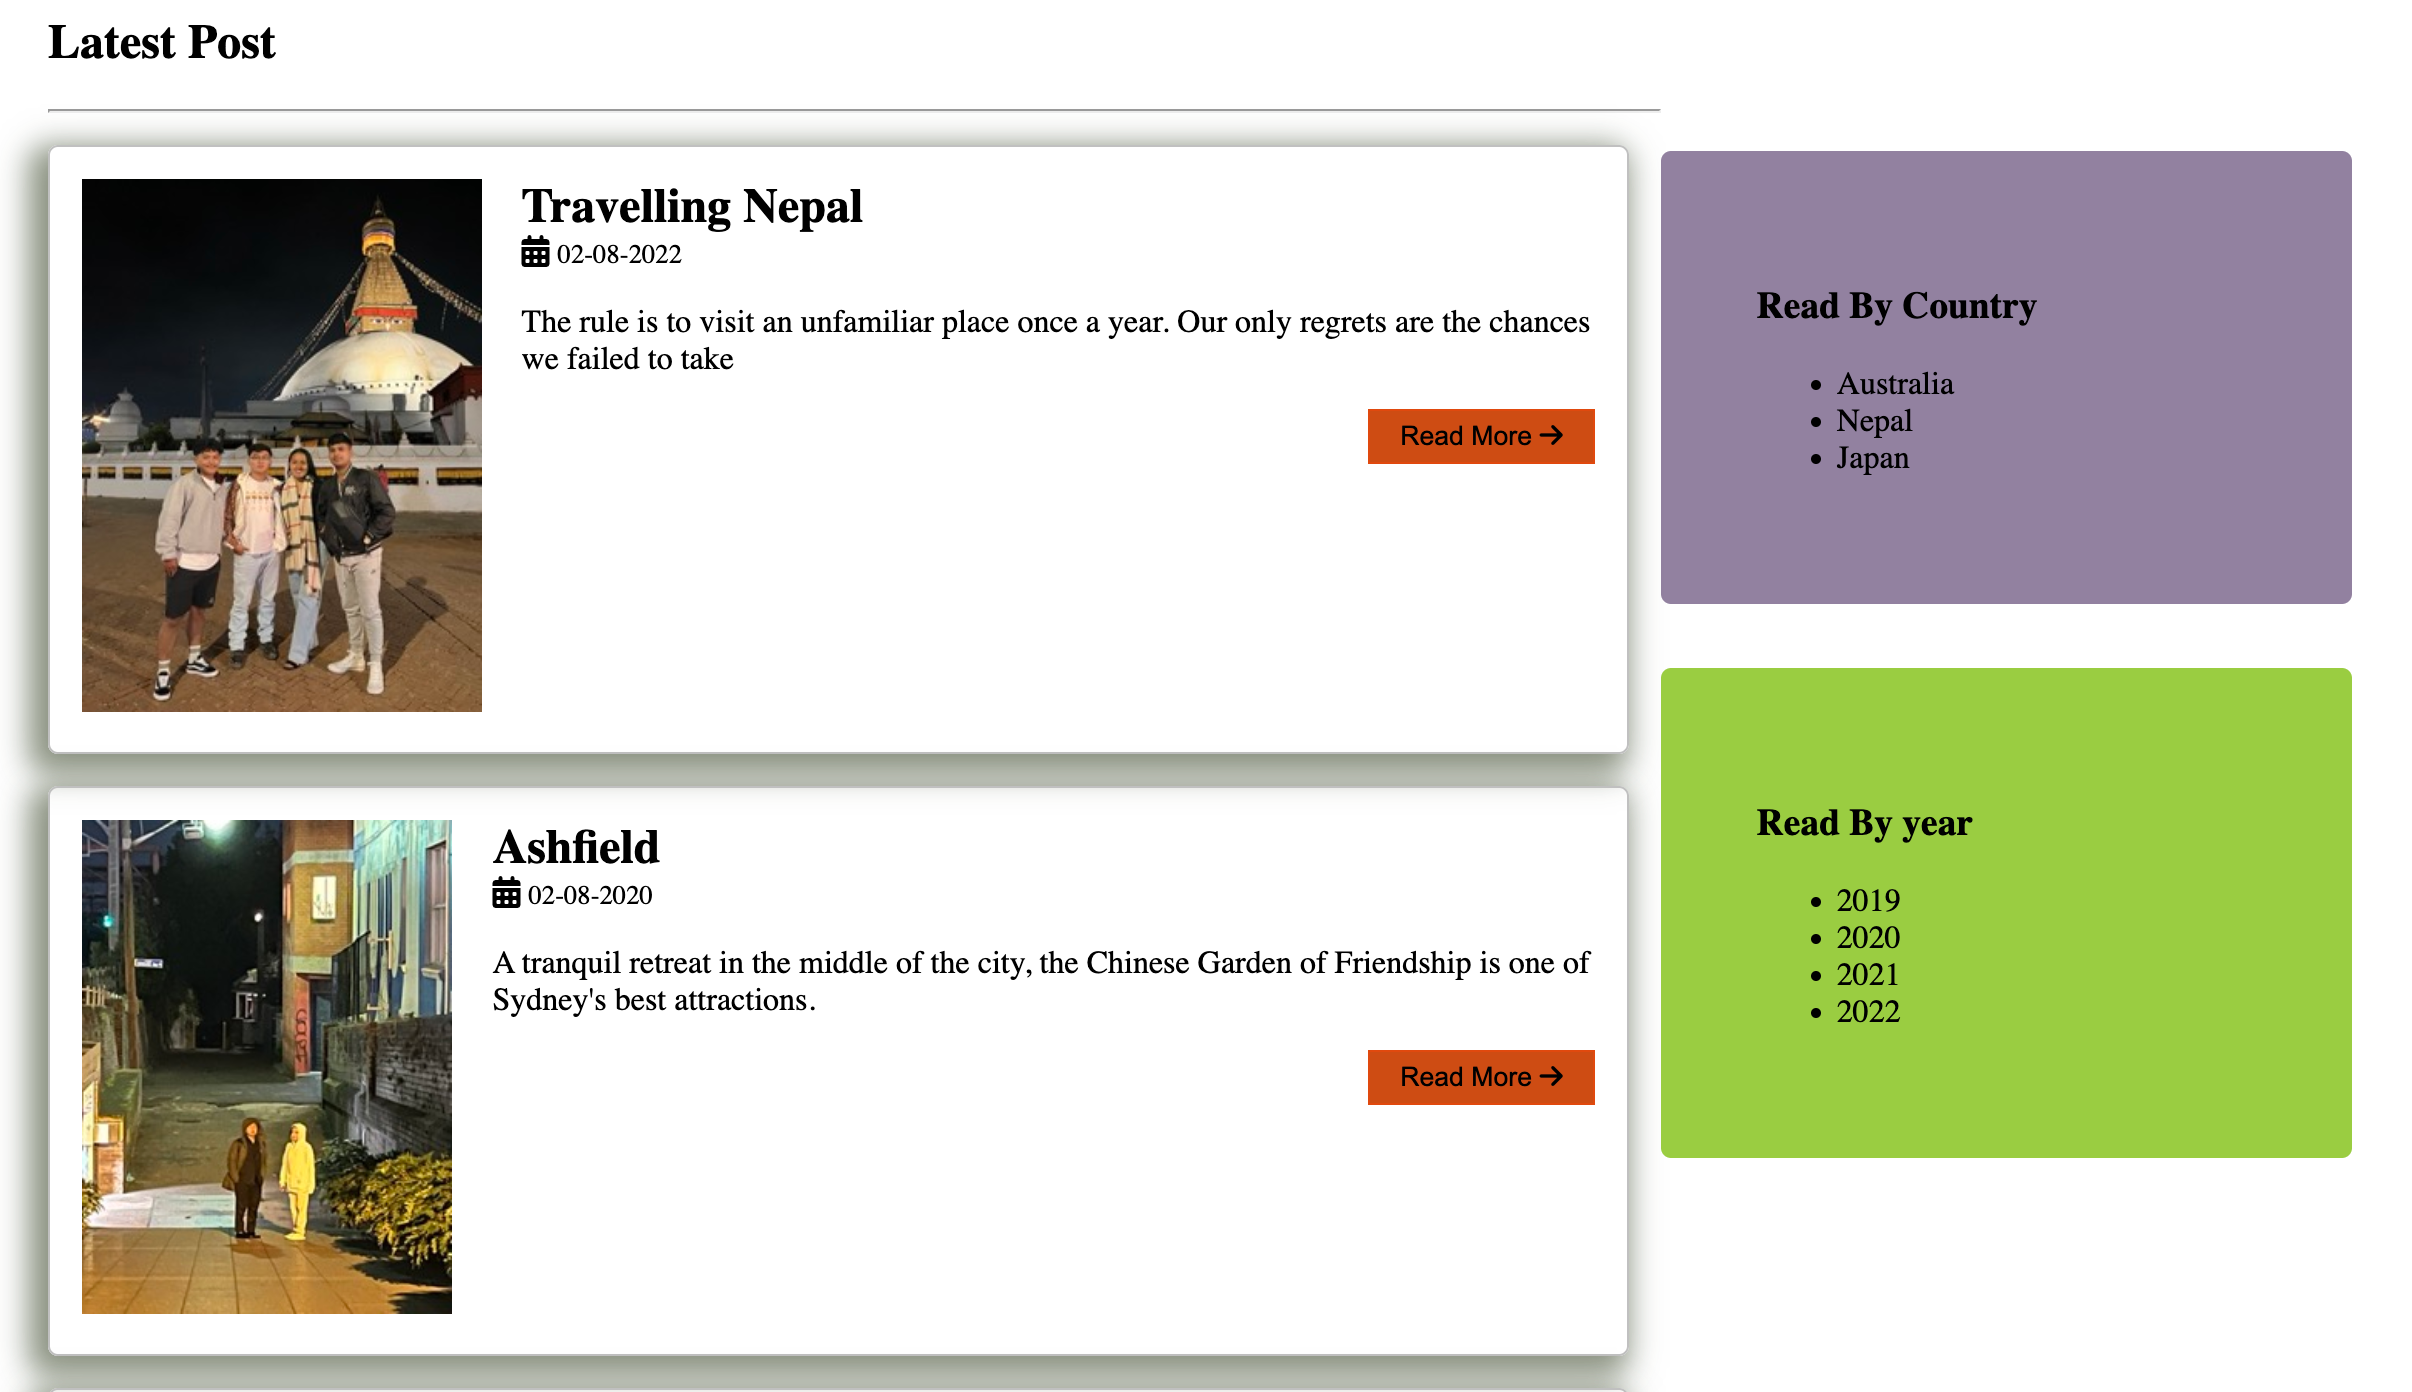 Latest Post
Travelling Nepal
02-08-2022
The rule is to visit an unfamiliar place once a year. Our only regrets are the chances
we failed to take
Read More →
Ashfield
02-08-2020
A tranquil retreat in the middle of the city, the Chinese Garden of Friendship is one of
Sydney's best attractions.
Read More →
Read By Country
• Australia
• Nepal
• Japan
Read By year
• 2019
• 2020
• 2021
• 2022